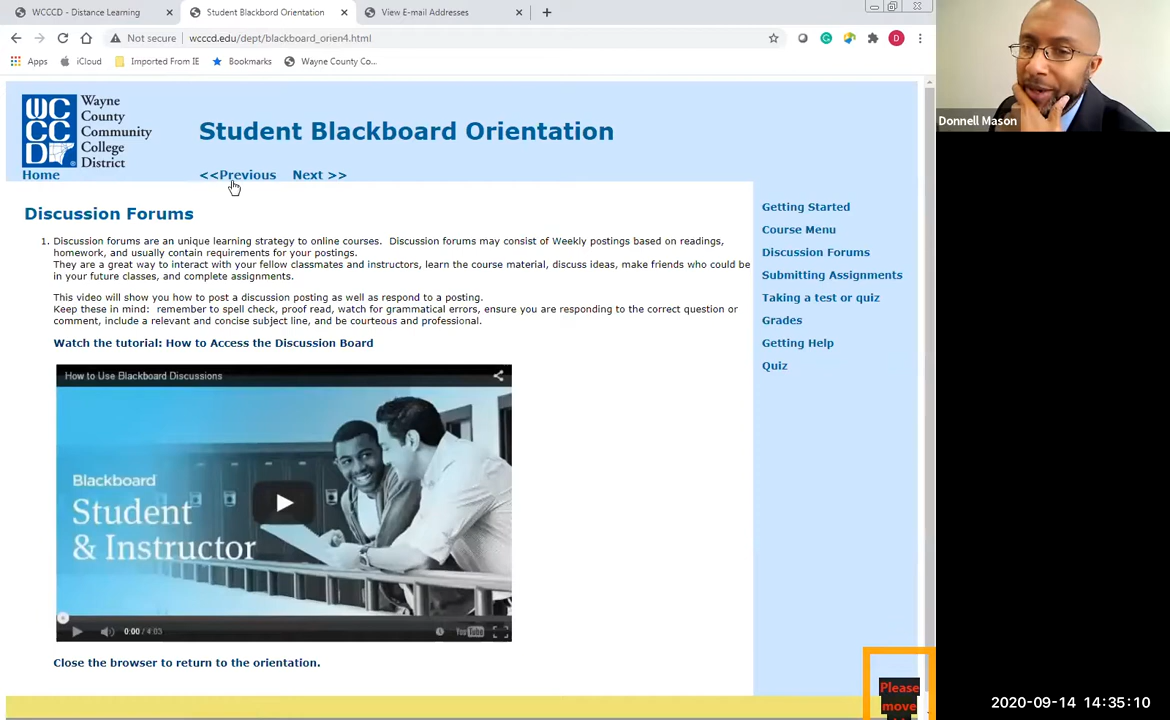 WCCCD - Distance Learning
Student Blackbord Orientation
View E-mail Addresses
Not secure
wcccd.edu/dept/blackboard_orien4.html
D
Apps
iCloud
Imported From IE
Bookmarks
Wayne County Co...
WC
CC
D
Wayne
County
Community
College
District
Student Blackboard Orientation
Home
<<Previous
Next >>
Discussion Forums
1. Discussion forums are an unique learning strategy to online courses. Discussion forums may consist of Weekly postings based on readings,
homework, and usually contain requirements for your postings.
They are a great way to interact with your fellow classmates and instructors, learn the course material, discuss ideas, make friends who could be
in your future classes, and complete assignments.
This video will show you how to post a discussion posting as well as respond to a posting.
Keep these in mind: remember to spell check, proof read, watch for grammatical errors, ensure you are responding to the correct question or
comment, include a relevant and concise subject line, and be courteous and professional.
Watch the tutorial: How to Access the Discussion Board
How to Use Blackboard Discussions
Blackboard
Student
& Instructor
0:00 / 4:03
YouTube
Close the browser to return to the orientation.
Getting Started
Course Menu
Discussion Forums
Submitting Assignments
Taking a test or quiz
Grades
Getting Help
Quiz
Please
move
Donnell Mason
2020-09-14 14:35:10